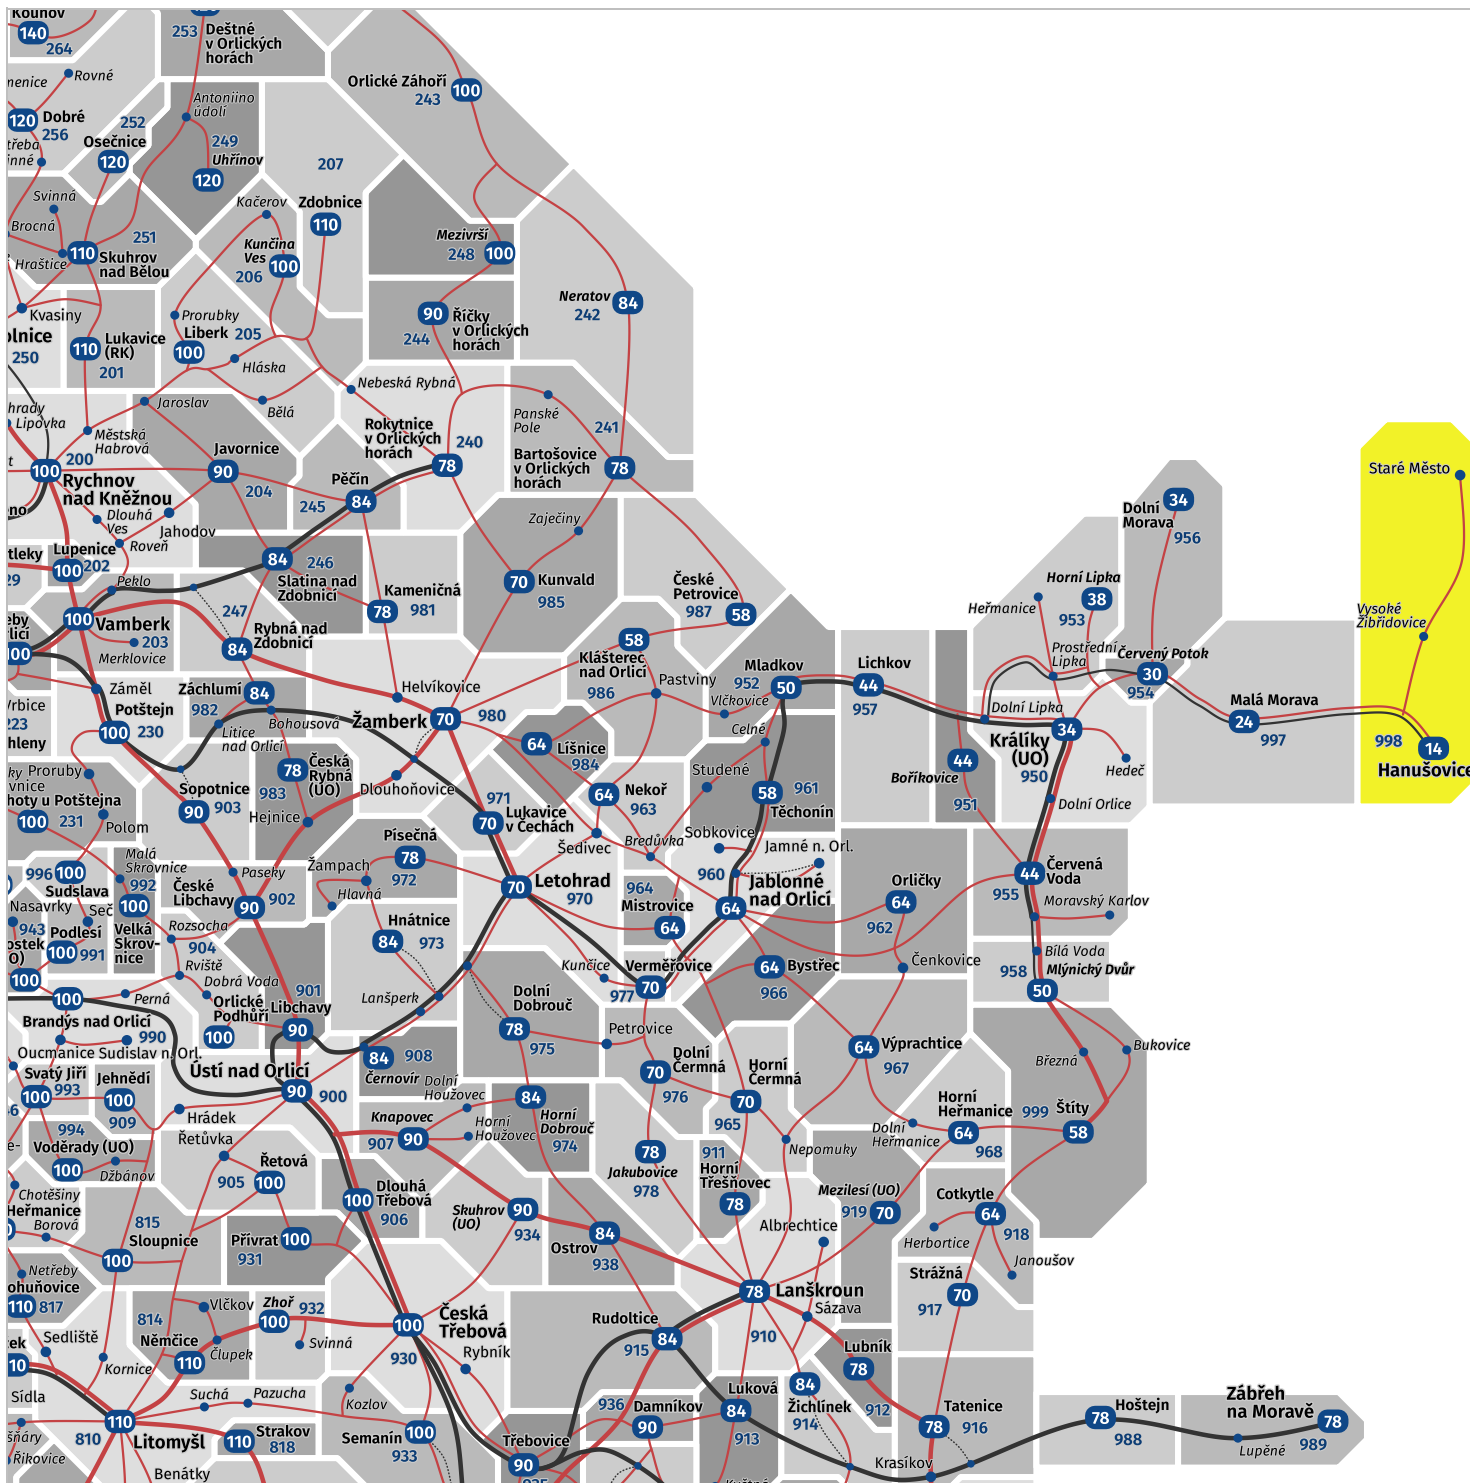 Kounov
140
264
253
Deštné
v Orlických
horách
Rovné
Orlické Záhoří
100
243
menice
Antoniino
údolí
120
Dobré
256
252
Osečnice
120
249
Uhřínov
120
207
Svinná
Brocná
Hraštice
251
110
Skuhrov
nad Bělou
Kačerov
Zdobnice
110
Kunčina
Ves
100
206
Mezivrší
248
100
Neratov
84
242
Kvasiny
olnice
250
Prorubky
Liberk
205
100
Hláska
Lukavice
(RK)
110
201
90
Říčky
v Orlických
horách
244
Nebeská Rybná
hrady
Lipovka
Jaroslav
Bělá
Městská
Habrová
Rokytnice
v Orlických
horách
240
78
Panské
Pole
241
Bartošovice
v Orlických
horách
78
Javornice
90
204
200
100
Rychnov
nad Kněžnou
Pěčín
84
245
Dlouhá
Ves
Jahodov
Roveň
Zaječiny
Staré Město
34
Dolní
Morava
956
tleky
29
Lupenice
100
202
84
246
Slatina nad
Zdobnicí
Kameničná
78
981
70
Kunvald
985
České
Petrovice
987
58
Horní Lipka
953
38
Heřmanice
Vysoké
Žibřidovice
Peklo
100
Vamberk
203
Merklovice
247
84
Rybná nad
Zdobnicí
58
Klášterec
nad Orlicí
986
Pastviny
Mladkov
952
50
Vlčkovice
Lichkov
44
957
Prostřední
Lipka
Červený Potok
30
954
Dolní Lipka
Malá Morava
24
997
998
14
Hanušovice
100
Vrbice
223
Záměl
Potštejn
100
230
Záchlumí
84
982
Bohousová
Litice
nad Orlicí
Helvíkovice
Žamberk
70
980
64
Líšnice
984
Celné
34
Králíky
(UO)
950
Hedeč
Dolní Orlice
Proruby
hoty u Potštejna
100
231
Polom
Sopotnice
90
903
78
Česká
Rybná
(UO)
983
Hejnice
Dlouhoňovice
971
70
Lukavice
v Čechách
64
Nekoř
963
Studené
58
961
Těchonín
Boříkovice
44
951
Šedivec
Bredůvka
Sobkovice
Jamné n. Orl.
Písečná
78
972
Žampach
Hlavná
Malá
Skrovnice
996
100
Sudslava
992
100
Nasavrky
Seč
943
Podlesí
100
991
Velká
Skrov-
nice
Paseky
České
Libchavy
90
902
Rozsocha
904
70
Letohrad
970
964
Mistrovice
64
960
64
Jablonné
nad Orlicí
Orličky
64
962
44
Červená
Voda
955
Moravský Karlov
Hnátnice
84
973
100
Rviště
Dobrá Voda
901
Kunčice
Verměřovice
977
70
64
Bystřec
966
Čenkovice
Bílá Voda
958
Mlýnický Dvůr
50
100
Perná
Brandýs nad Orlicí
990
Orlické
Podhůří
100
Libchavy
90
Lanšperk
Dolní
Dobrouč
78
975
Petrovice
64
Výprachtice
967
Březná
Bukovice
Oucmanice
Sudislav n. Orl.
Ústí nad Orlicí
90
900
84
Černovír
908
Dolní
Houžovec
Dolní
Čermná
70
976
Horní
Čermná
70
965
Svatý Jiří
100
993
Jehnědí
100
909
Hrádek
994
Voděrady (UO)
100
Džbánov
Řetůvka
Knapovec
907
90
Horní
Houžovec
84
Horní
Dobrouč
974
Horní
Heřmanice
64
968
999
Štíty
58
Dolní
Heřmanice
Nepomuky
Chotěšiny
Heřmanice
Borová
905
Řetová
100
Dlouhá
Třebová
100
906
78
Jakubovice
978
911
Horní
Třešňovec
78
Mezilesí (UO)
919
70
Cotkytle
64
918
Herbortice
Janoušov
815
Sloupnice
100
Přívrat
100
931
Skuhrov
(UO)
90
934
Ostrov
84
938
Albrechtice
Netřeby
ohuňovice
110
817
814
Vlčkov
Zhoř
932
100
Svinná
Němčice
110
Člupek
Česká
Třebová
100
930
Rybník
Rudoltice
915
84
78
Lanškroun
Sázava
910
Strážná
917
70
Sedliště
Kornice
Sídla
Suchá
Pazucha
Kozlov
Lubník
78
912
110
Litomyšl
810
Strakov
110
818
Semanín
100
933
Benátky
Řikovice
936
Damníkov
90
Třebovice
90
Luková
84
913
84
Žichlínek
914
Tatenice
78
916
Krasíkov
78
Hoštejn
988
Zábřeh
na Moravě
78
Lupěné
989